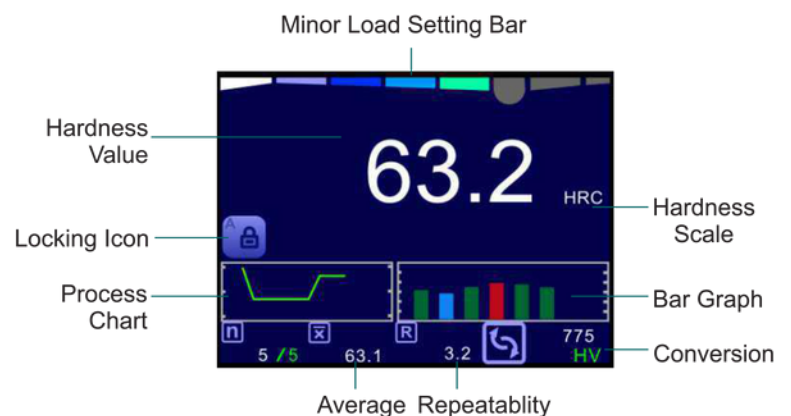 Minor Load Setting Bar
Hardness
Value
63.2
HRC
Hardness
Scale
A
Locking Icon
Process
Chart
Bar Graph
n
x̅
R
775
5 /5
63.1
3.2
HV
Conversion
Average Repeatablity